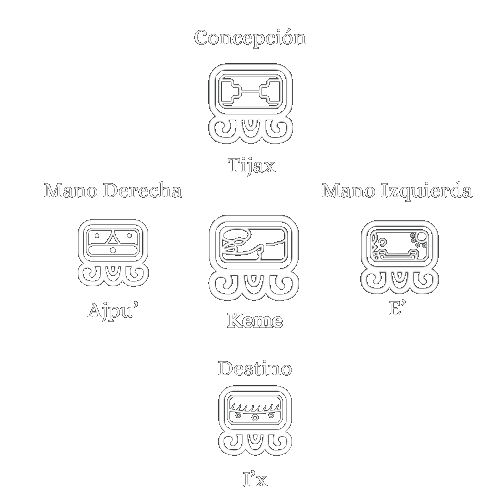 Concepción
Tijax
Mano Derecha
Mano Izquierda
Ajpu'
Keme
E'
Destino
I'x